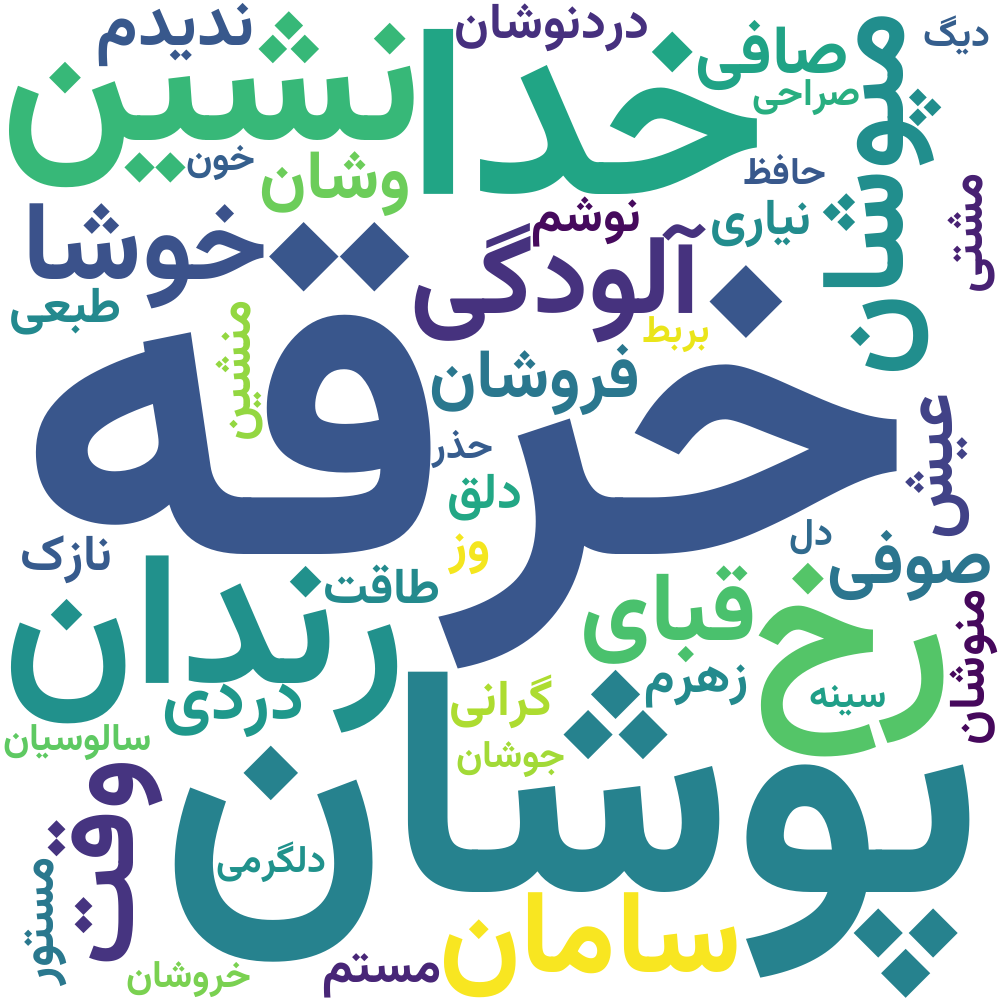 ندیدم
دردنوشان
دیگ
نشین
خدا
صافی
صراحی
مپوشان
خون
وشان
حافظ
مشتی
خوشا
نوشم
نیاری
آلودگی
طبعی
بربط
منشین
فروشان
خرقه
عیش
حذر
دلق
وز
دل
نازک
طاقت
صوفی
رندان
قبای
رخ
منوشان
زهرم
سینه
دردی
گرانی
سالوسیان
جوشان
پوشان
وقت
دلگرمی
مستور
سامان
مستم
خروشان